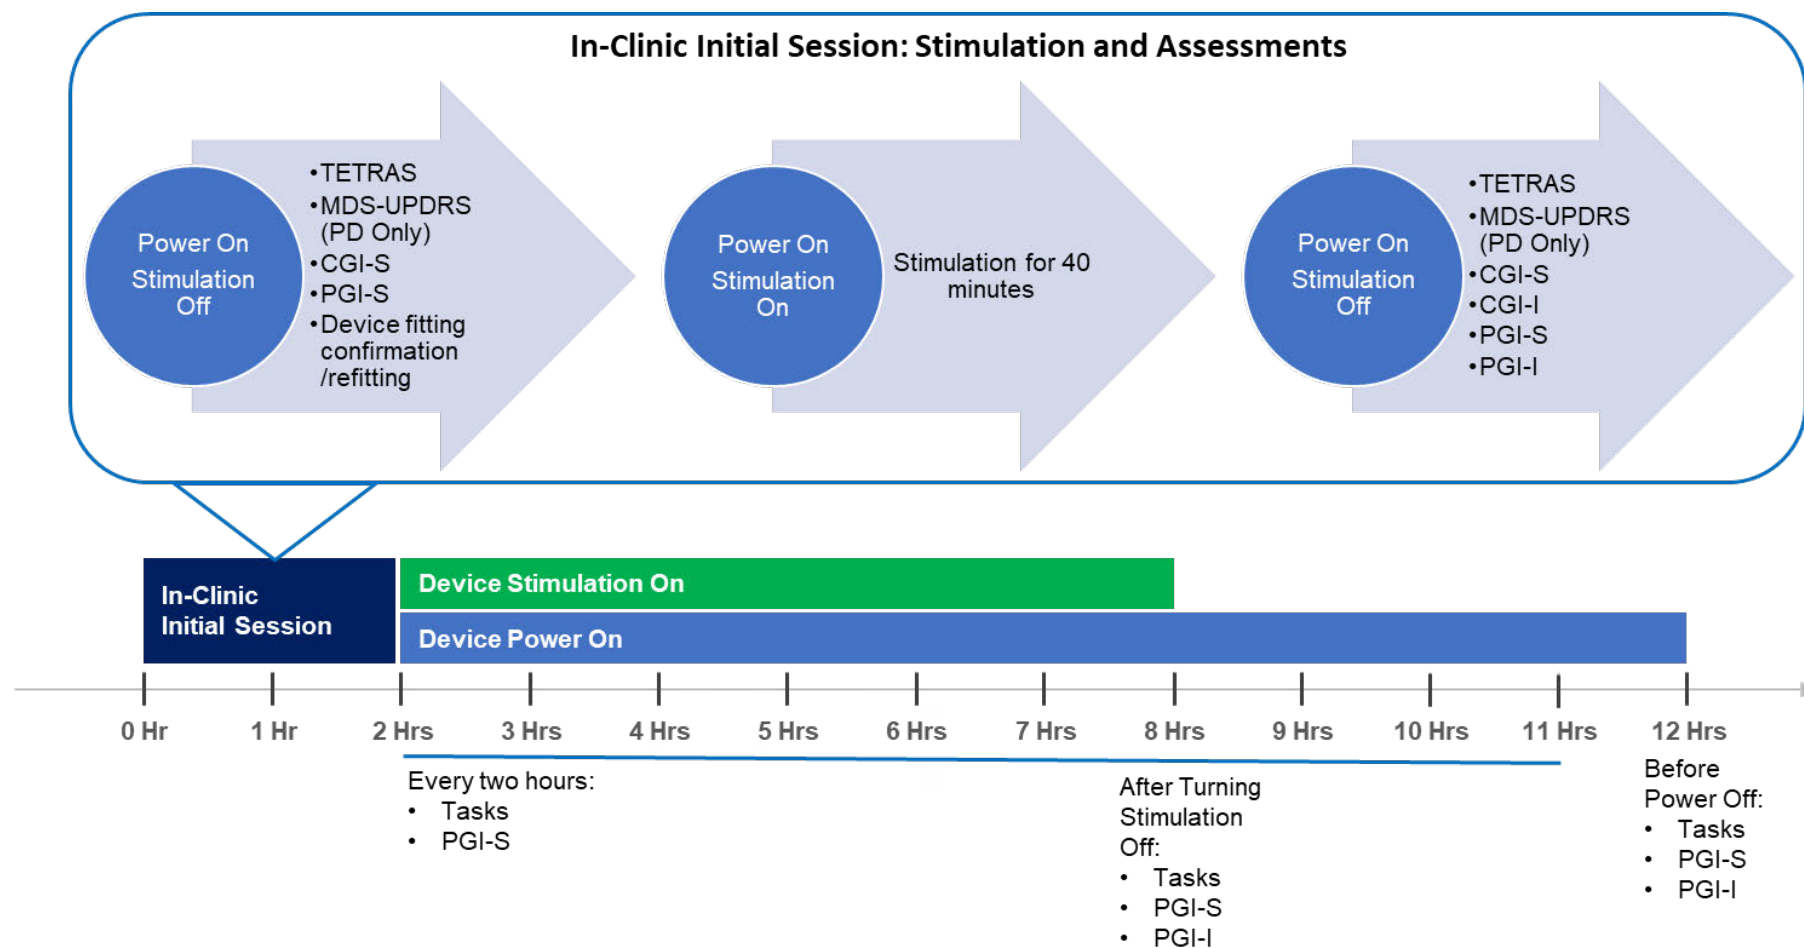 In-Clinic Initial Session: Stimulation and Assessments
Power On
Stimulation
Off
•TETRAS
•MDS-UPDRS
(PD Only)
•CGI-S
•PGI-S
•Device fitting
confirmation
/refitting
Power On
Stimulation
On
Stimulation for 40
minutes
Power On
Stimulation
Off
•TETRAS
•MDS-UPDRS
(PD Only)
•CGI-S
•CGI-I
•PGI-S
•PGI-I
In-Clinic
Initial Session
Device Stimulation On
Device Power On
0 Hr 1 Hr 2 Hrs 3 Hrs 4 Hrs 5 Hrs 6 Hrs 7 Hrs 8 Hrs 9 Hrs 10 Hrs 11 Hrs 12 Hrs
Every two hours:
• Tasks
• PGI-S
After Turning
Stimulation
Off:
• Tasks
• PGI-S
• PGI-I
Before
Power Off:
• Tasks
• PGI-S
• PGI-I